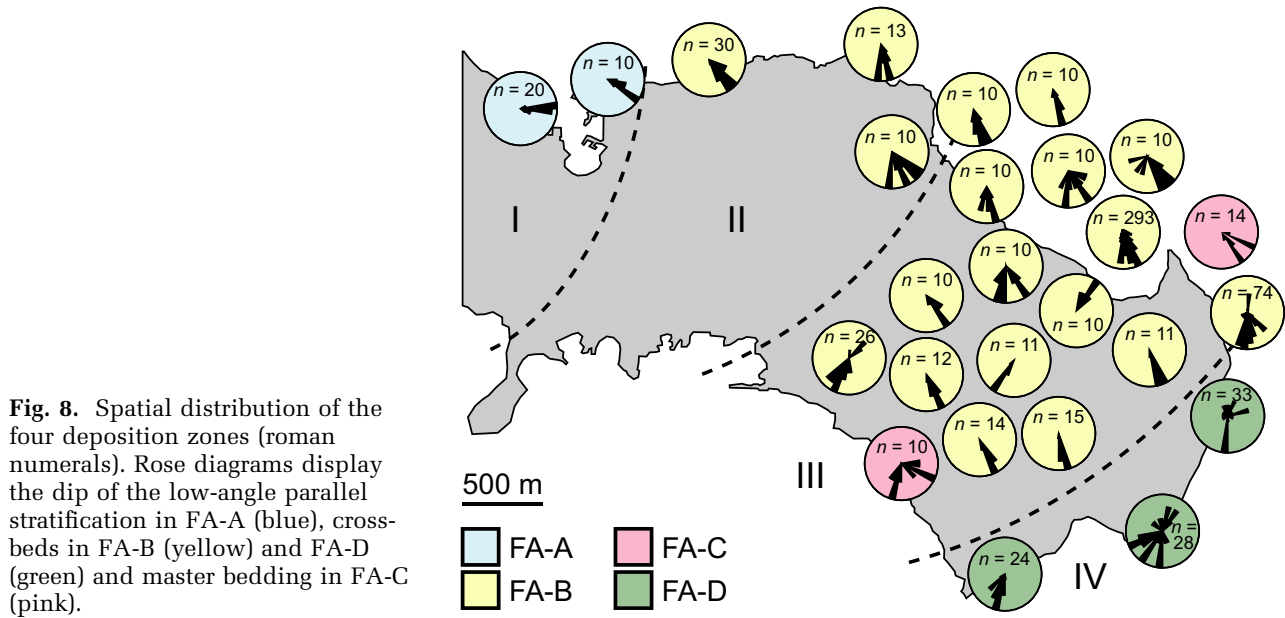 n = 13
n = 30
n = 10
n = 20
n = 10
n = 10
n = 10
n = 10
n = 10
n = 10
n = 293
n = 14
I
II
n = 10
n = 10
n = 74
n = 10
n = 26
n = 11
n = 11
n = 12
n = 33
n = 14
n = 15
n = 10
III
n = 28
n = 24
IV
Fig. 8. Spatial distribution of the
four deposition zones (roman
numerals). Rose diagrams display
the dip of the low-angle parallel
stratification in FA-A (blue), cross-
beds in FA-B (yellow) and FA-D
(green) and master bedding in FA-C
(pink).
500 m
FA-A
FA-B
FA-C
FA-D